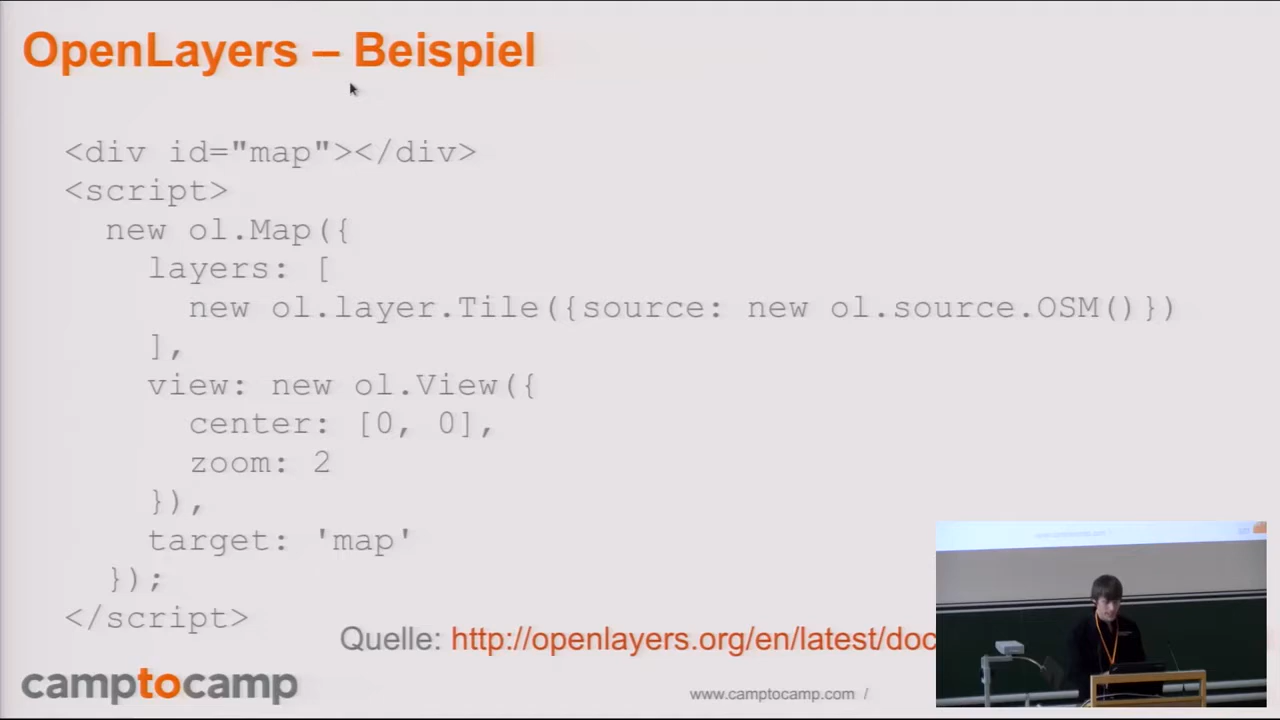 OpenLayers – Beispiel
<div id="map"></div>
<script>
new ol.Map({
layers: [
new ol.layer.Tile({source: new ol.source.OSM()})
],
view: new ol.View({
center: [0, 0],
zoom: 2
}),
target: 'map'
});
</script>
Quelle: http://openlayers.org/en/latest/doc
camptocamp
www.camptocamp.com /